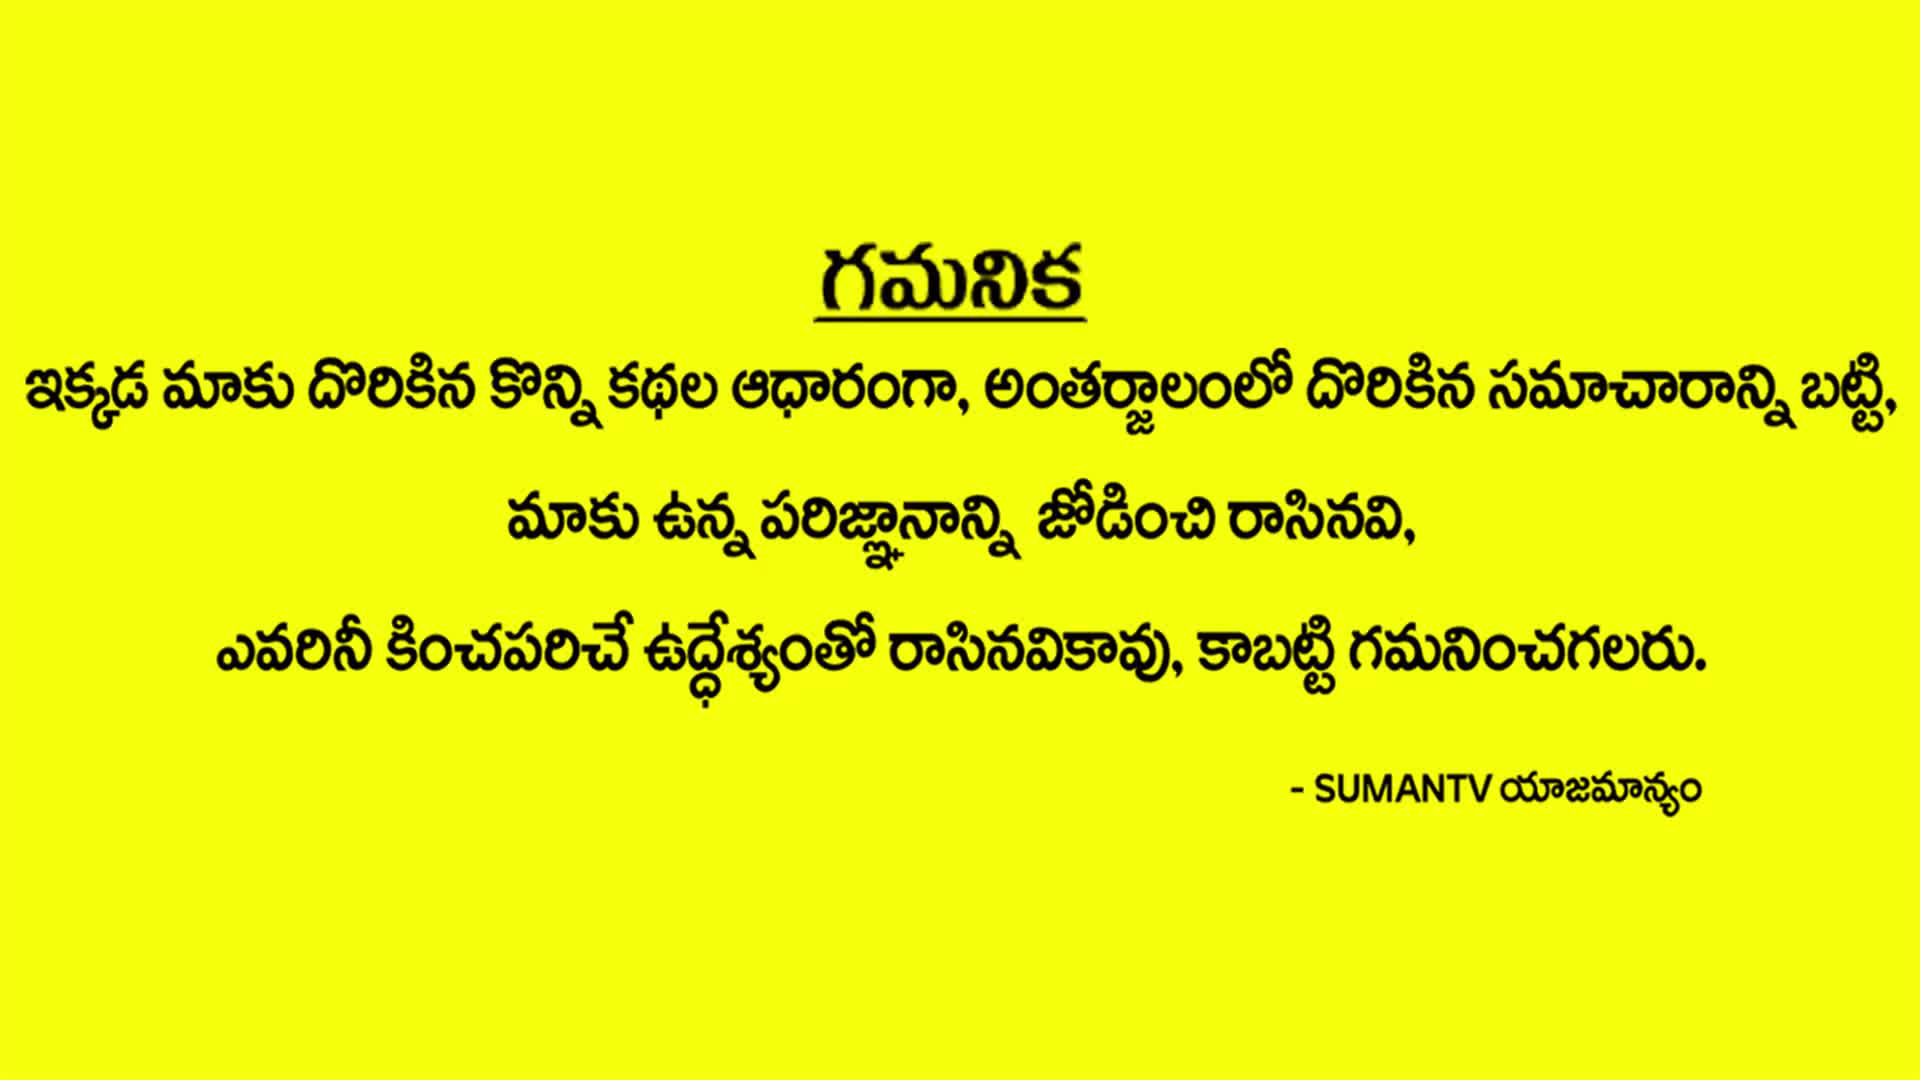 గమనిక
ఇక్కడ మాకు దొరికిన కొన్ని కథల ఆధారంగా, అంతర్జాలంలో దొరికిన సమాచారాన్ని బట్టి,
మాకు ఉన్న పరిజ్ఞానాన్ని జోడించి రాసినవి,
ఎవరినీ కించపరిచే ఉద్ధేశ్యంతో రాసినవికావు, కాబట్టి గమనించగలరు.
- SUMANTV యాజమాన్యం